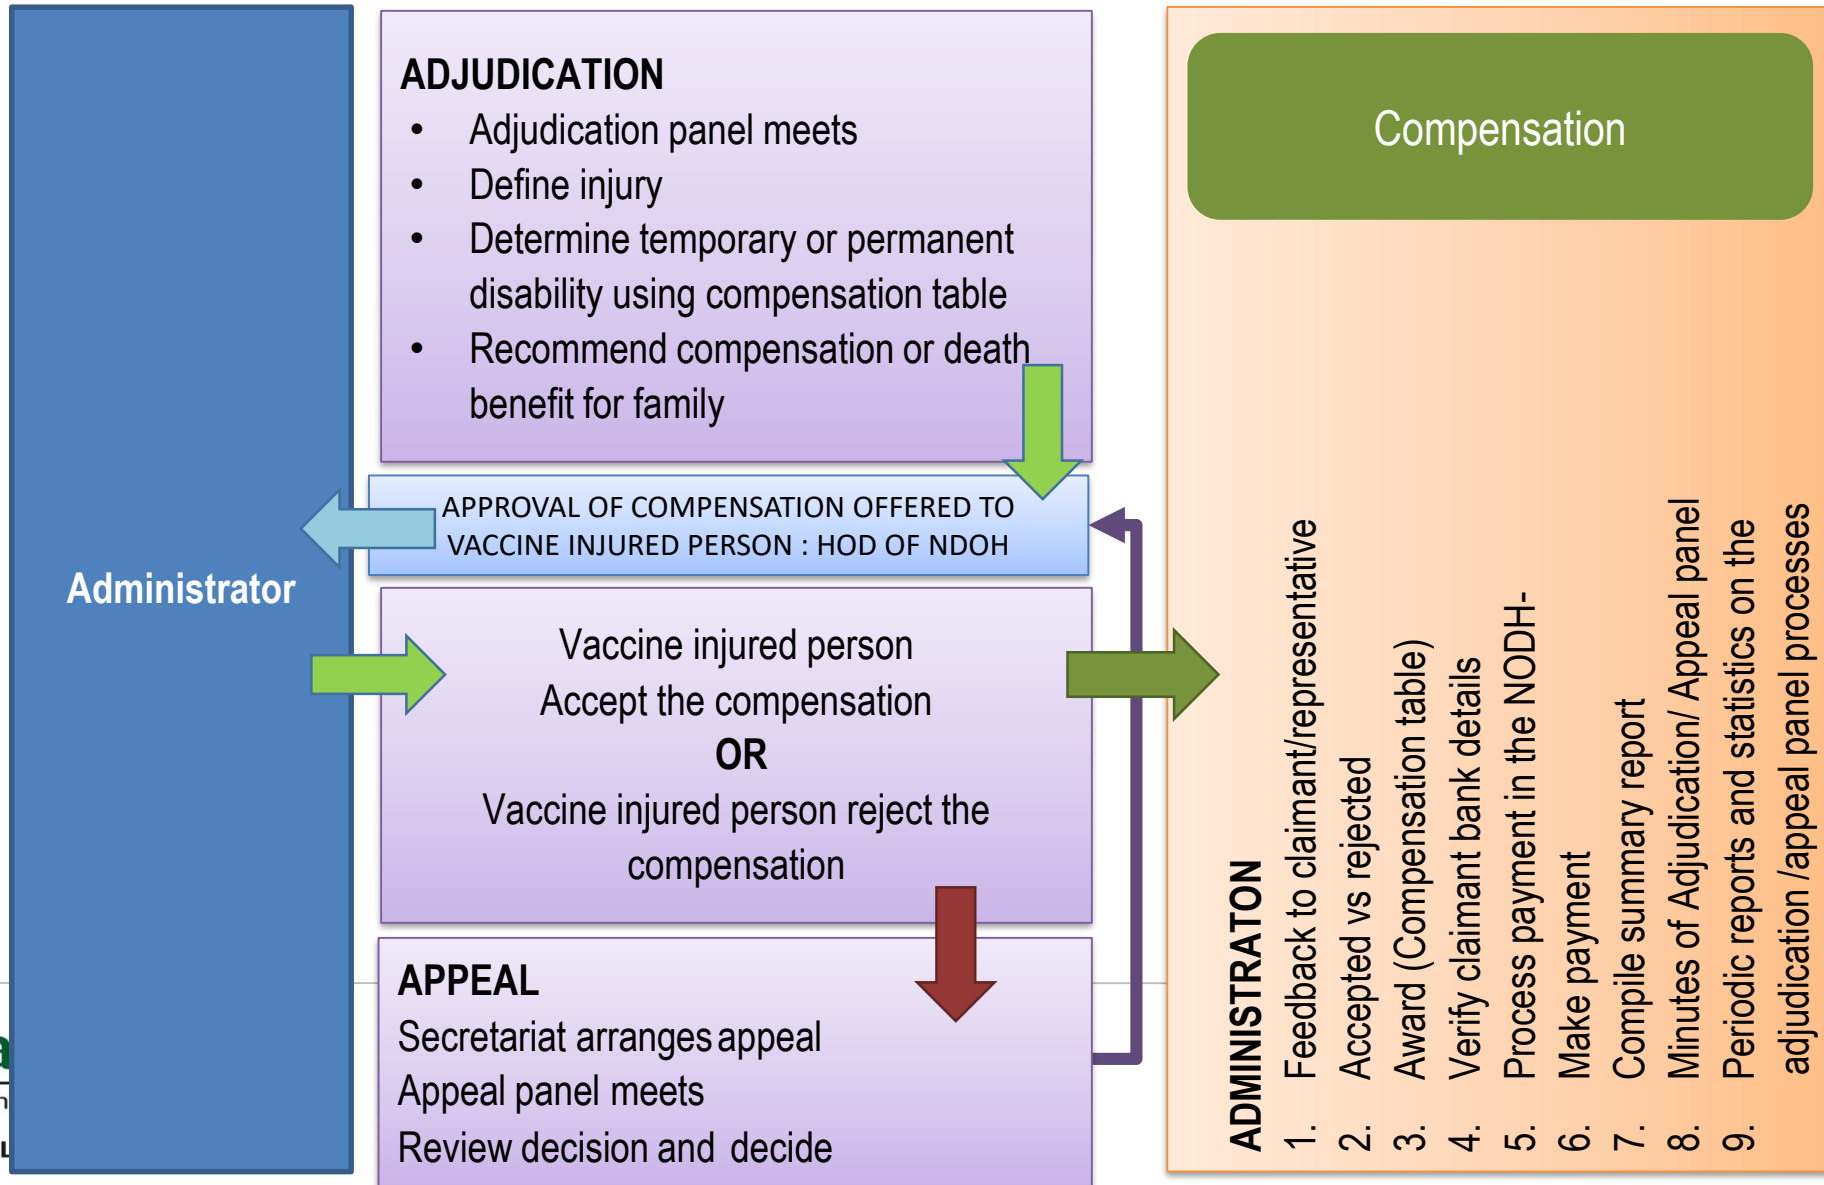 Administrator
ADJUDICATION
• Adjudication panel meets
• Define injury
• Determine temporary or permanent
disability using compensation table
• Recommend compensation or death
benefit for family
APPROVAL OF COMPENSATION OFFERED TO
VACCINE INJURED PERSON : HOD OF NDOH
Vaccine injured person
Accept the compensation
OR
Vaccine injured person reject the
compensation
APPEAL
Secretariat arranges appeal
Appeal panel meets
Review decision and decide
Compensation
ADMINISTRATON
1. Feedback to claimant/representative
2. Accepted vs rejected
3. Award (Compensation table)
4. Verify claimant bank details
5. Process payment in the NODH-
6. Make payment
7. Compile summary report
8. Minutes of Adjudication/ Appeal panel
9. Periodic reports and statistics on the
adjudication /appeal panel processes